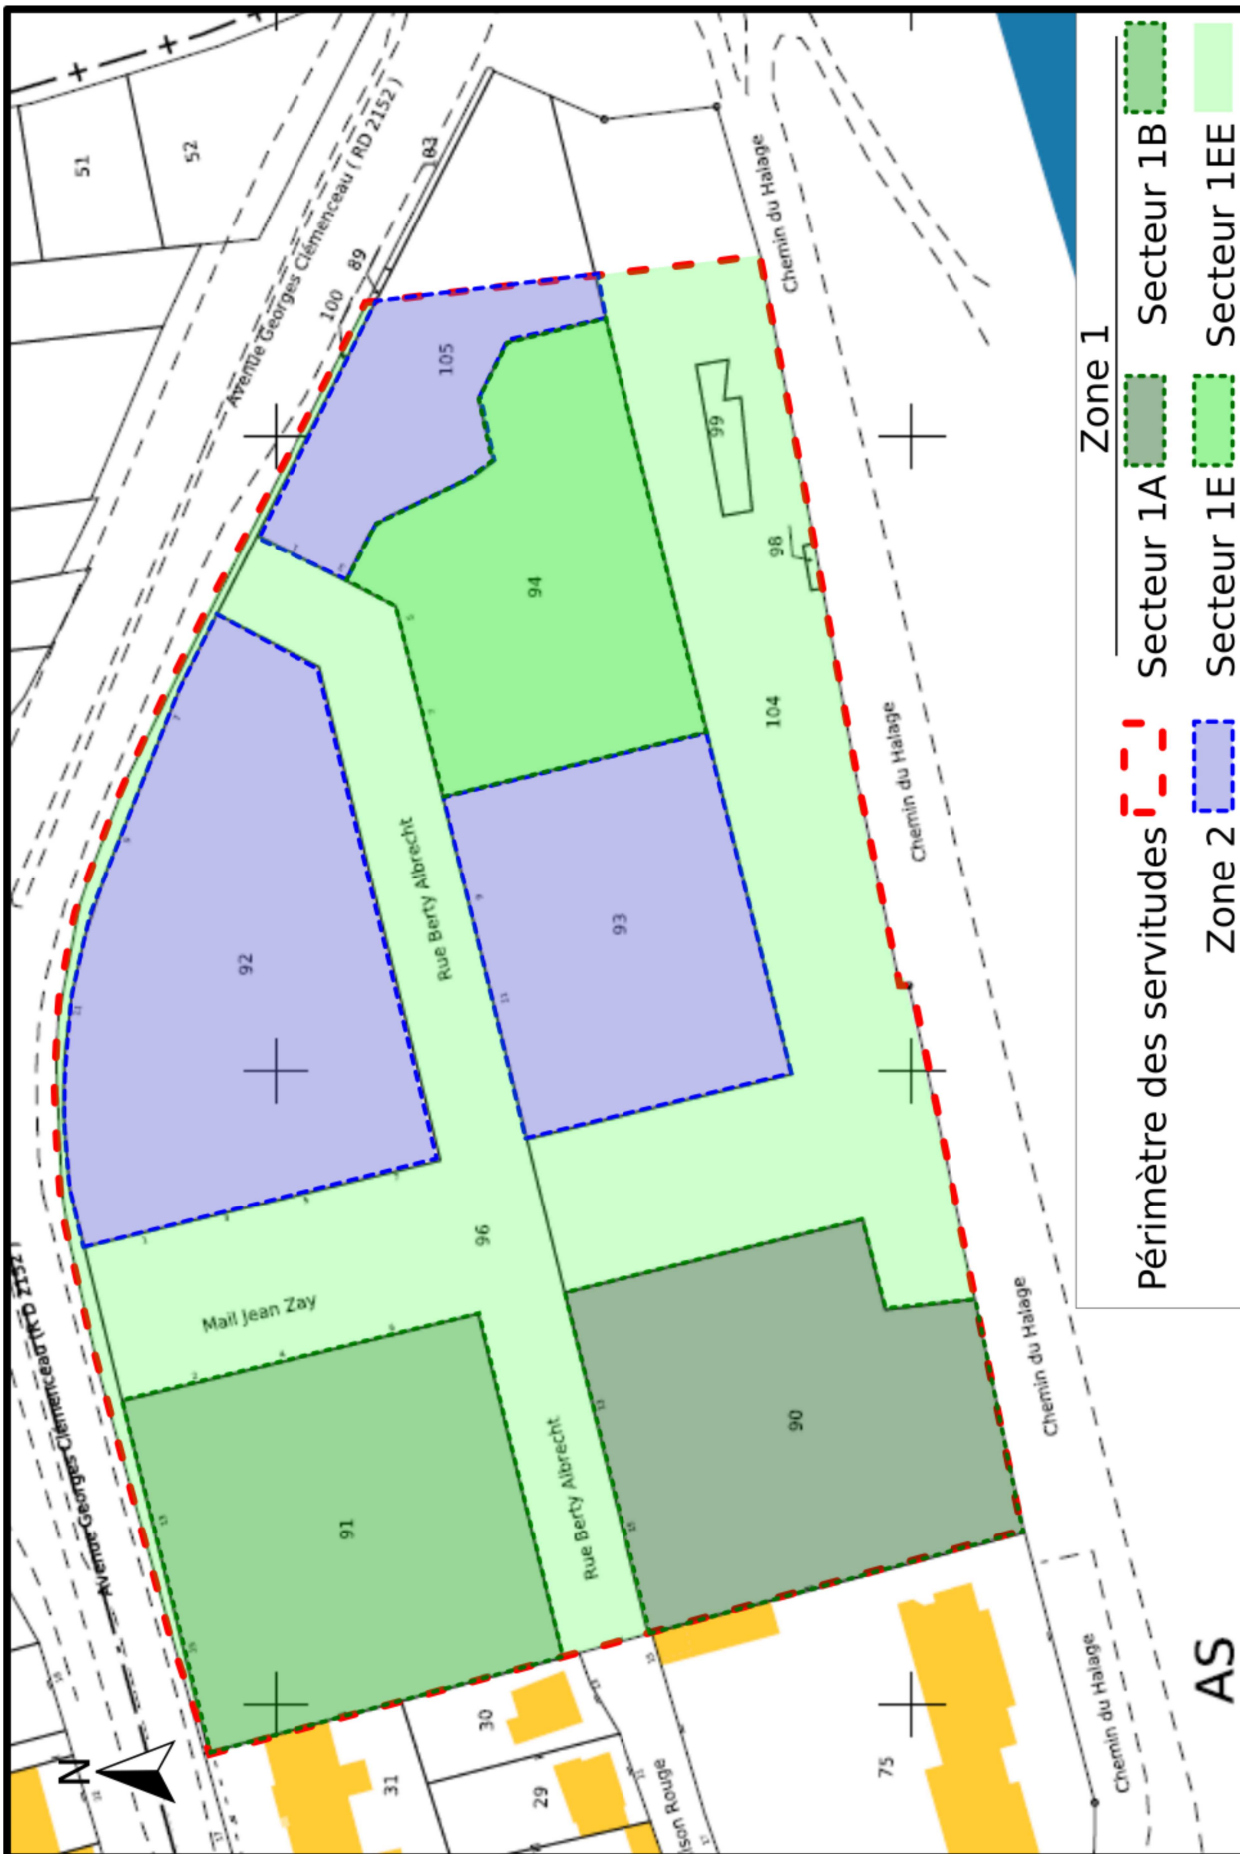 51
52
Avenue Georges Clémenceau ( RD 2152 )
89
100
105
Chemin du Halage
99
98
94
104
92
Rue Berty Albrecht
93
Chemin du Halage
96
Mail Jean Zay
Avenue Georges Clémenceau (RD 2152)
91
Rue Berty Albrecht
90
Chemin du Halage
31
30
29
75
ison Rouge
Chemin du Halage
N
AS
Zone 1
Périmètre des servitudes
Secteur 1A
Secteur 1B
Zone 2
Secteur 1E
Secteur 1EE